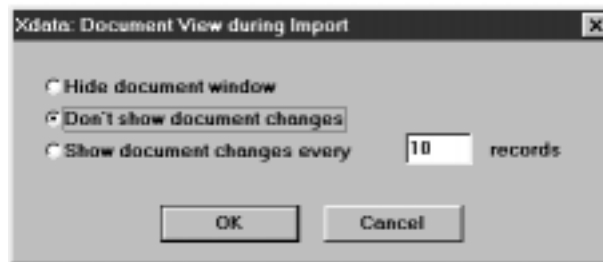 Xdata: Document View during Import
Hide document window
Don't show document changes
Show document changes every 10 records
OK Cancel